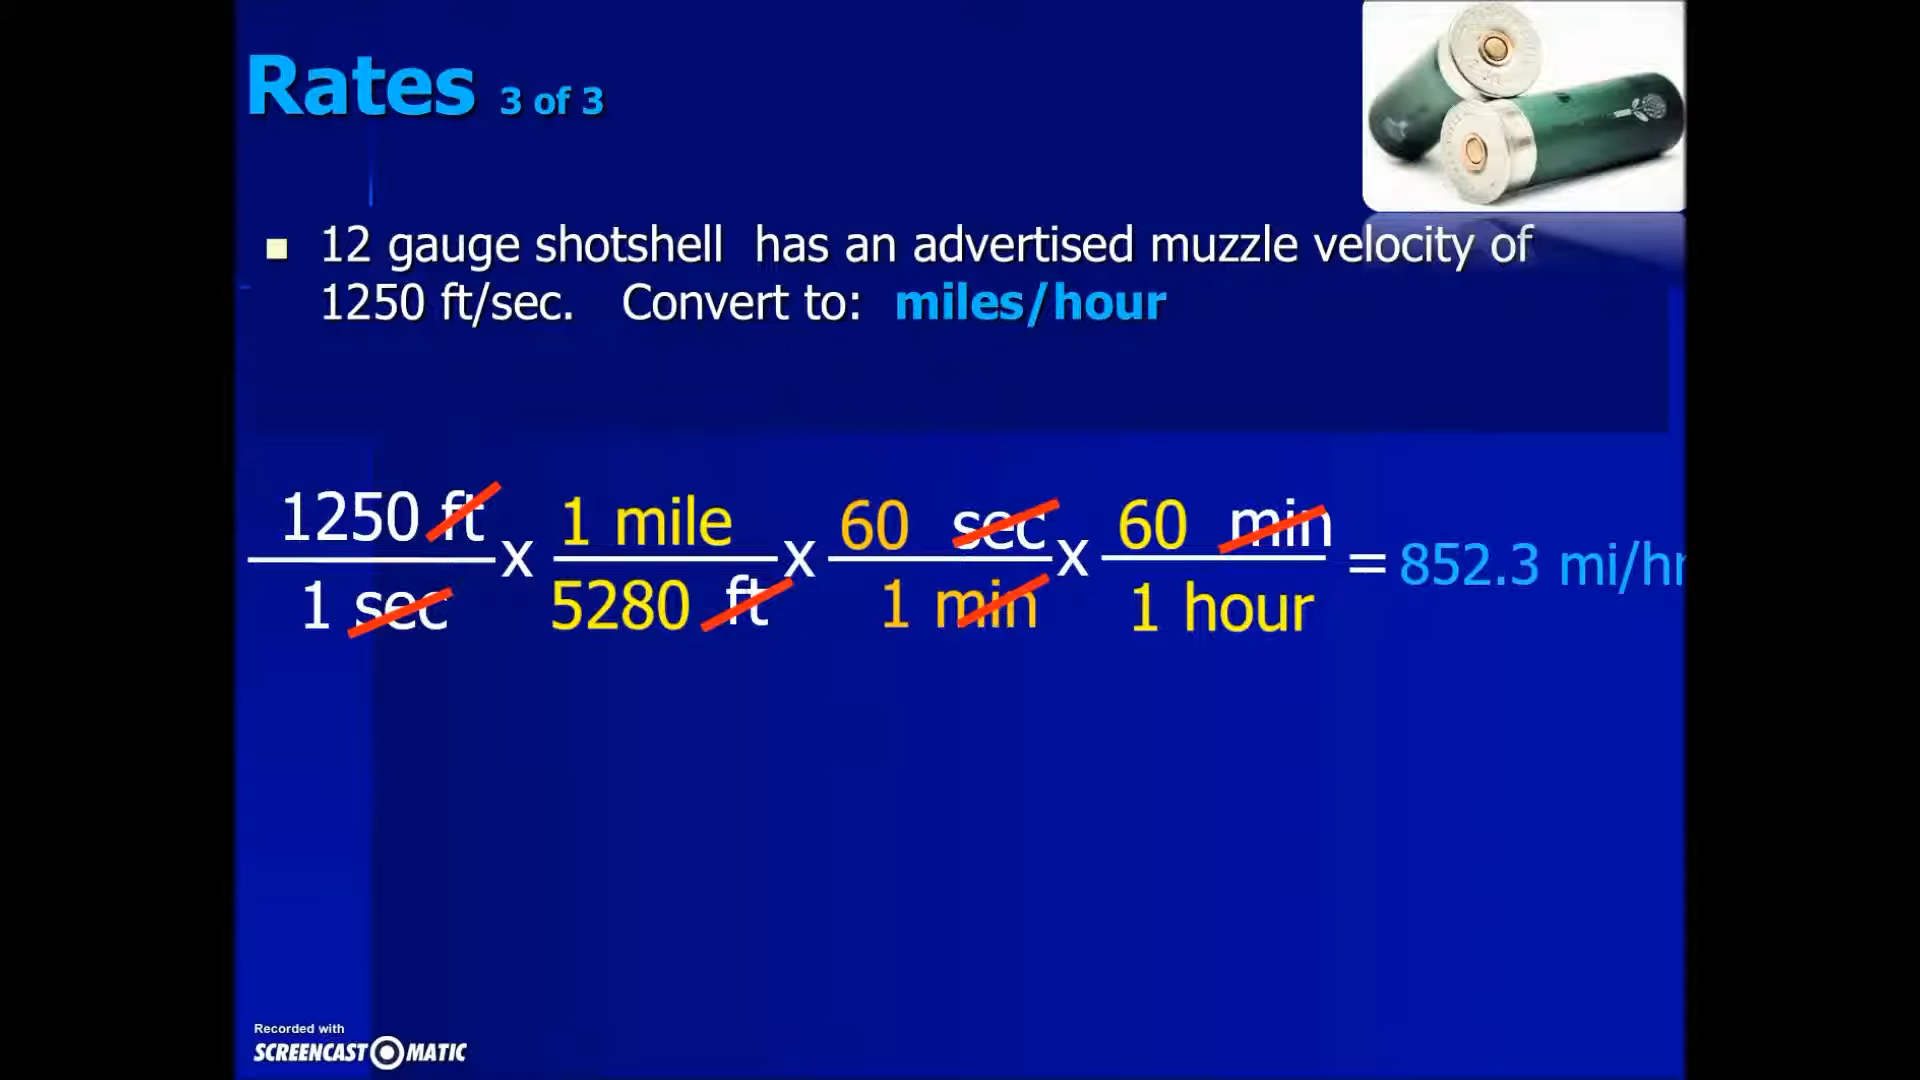 Rates 3 of 3
12 gauge shotshell has an advertised muzzle velocity of
1250 ft/sec. Convert to: miles/hour
1250 ft x 1 mile x 60 sec x 60 min = 852.3 mi/hr
1 sec 5280 ft 1 min 1 hour
Recorded with
SCREENCAST MATIC